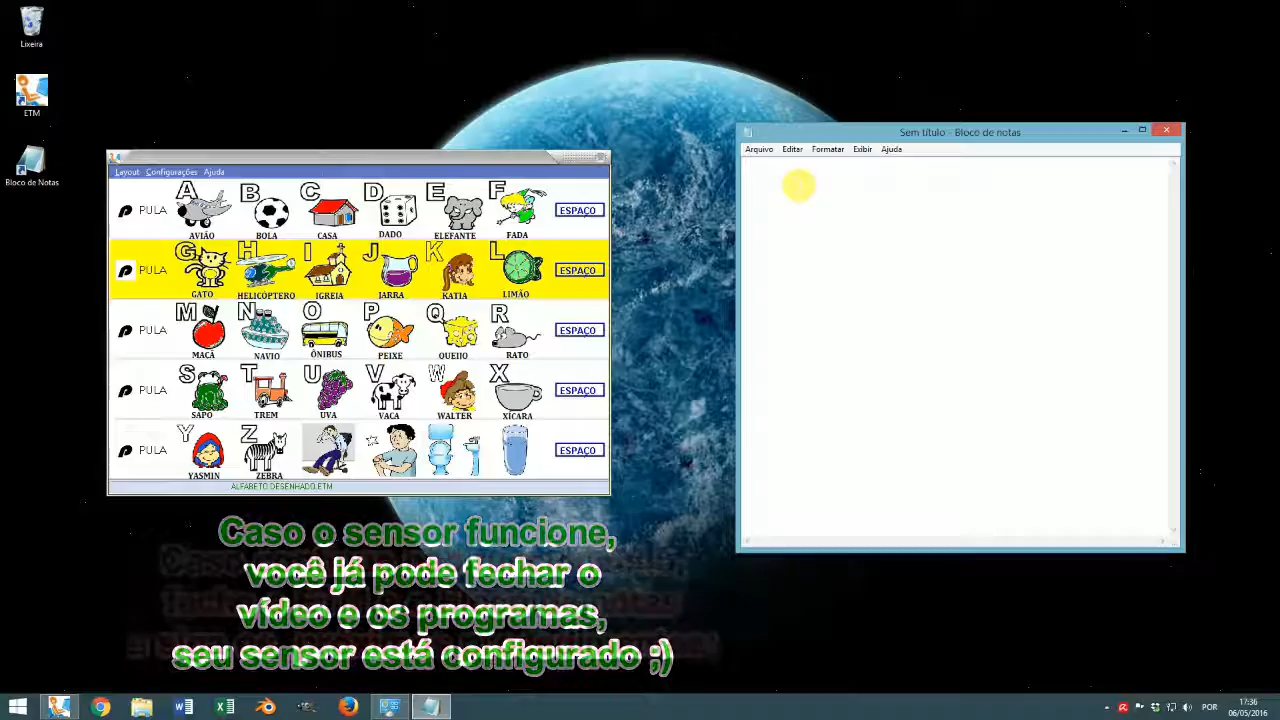 Lixeira
ETM
Bloco de Notas
Layout Configurações Ajuda
PULA A B C D E F ESPAÇO
AVIÃO BOLA CASA DADO ELEFANTE FADA
PULA G H I J K L ESPAÇO
GATO HELICÓPTERO IGREIA JARRA KATIA LIMÃO
PULA M N O P Q R ESPAÇO
MAÇÃ NAVIO ÔNIBUS PEIXE QUEIJO RATO
PULA S T U V W X ESPAÇO
SAPO TREM UVA VACA WALTER XÍCARA
PULA Y Z ESPAÇO
YASMIN ZEBRA
ALFABETO DESENHADO.ETM
Sem título - Bloco de notas
Arquivo Editar Formatar Exibir Ajuda
Caso o sensor funcione,
você já pode fechar o
vídeo e os programas,
seu sensor está configurado ;)
POR
17:36
06/05/2016